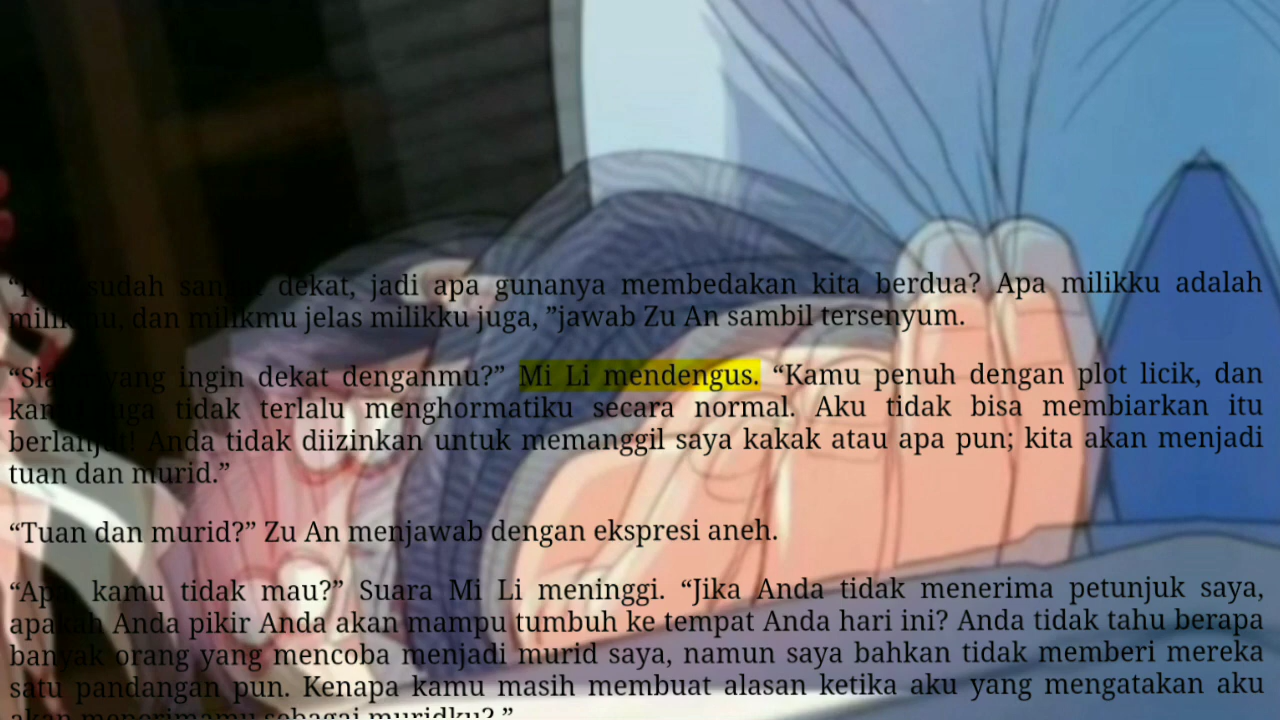 sudah dekat, jadi apa gunanya membedakan kita berdua? Apa milikku adalah
dan milikmu jelas milikku juga, ”jawab Zu An sambil tersenyum.
yang ingin dekat denganmu?” Mi Li mendengus. “Kamu penuh dengan plot licik, dan
juga tidak terlalu menghormatiku secara normal. Aku tidak bisa membiarkan itu
berlanjut! Anda tidak diizinkan untuk memanggil saya kakak atau apa pun; kita akan menjadi
tuan dan murid.”
“Tuan dan murid?” Zu An menjawab dengan ekspresi aneh.
kamu tidak mau?” Suara Mi Li meninggi. “Jika Anda tidak menerima petunjuk saya,
apakah Anda pikir Anda akan mampu tumbuh ke tempat Anda hari ini? Anda tidak tahu berapa
banyak orang yang mencoba menjadi murid saya, namun saya bahkan tidak memberi mereka
satu pandangan pun. Kenapa kamu masih membuat alasan ketika aku yang mengatakan aku
akan menerimamu sebagai muridku? ”